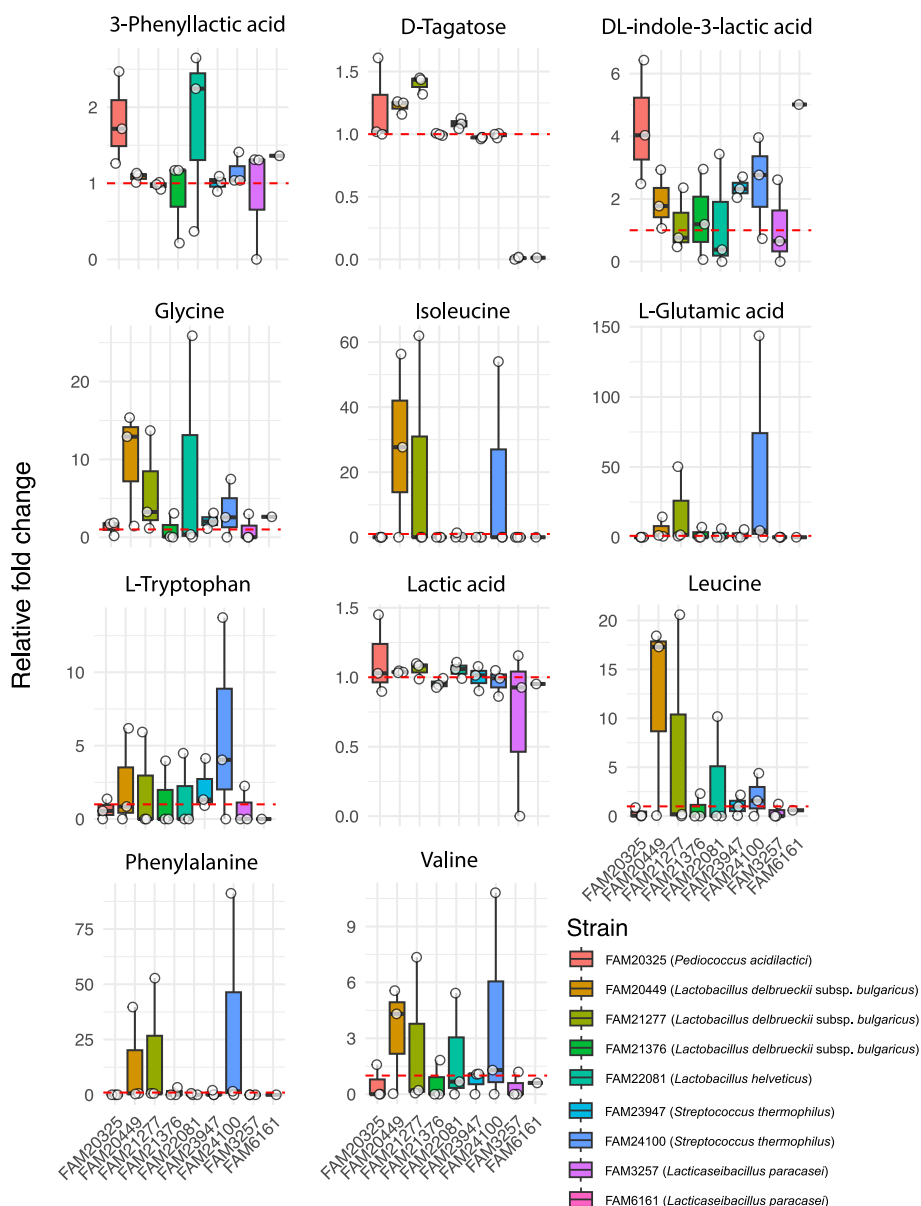 3-Phenyllactic acid
D-Tagatose
DL-indole-3-lactic acid
2
1
0
1.5
1.0
0.5
0.0
6
4
2
0
Glycine
Isoleucine
L-Glutamic acid
20
10
0
60
40
20
0
150
100
50
0
Relative fold change
L-Tryptophan
Lactic acid
Leucine
10
5
0
1.5
1.0
0.5
0.0
20
15
10
5
0
FAM20325
FAM20449
FAM21277
FAM21376
FAM22081
FAM23947
FAM24100
FAM3257
FAM6161
Phenylalanine
Valine
75
50
25
0
9
6
3
0
FAM20325
FAM20449
FAM21277
FAM21376
FAM22081
FAM23947
FAM24100
FAM3257
FAM6161
FAM20325
FAM20449
FAM21277
FAM21376
FAM22081
FAM23947
FAM24100
FAM3257
FAM6161
Strain
FAM20325 (Pediococcus acidilactici)
FAM20449 (Lactobacillus delbrueckii subsp. bulgaricus)
FAM21277 (Lactobacillus delbrueckii subsp. bulgaricus)
FAM21376 (Lactobacillus delbrueckii subsp. bulgaricus)
FAM22081 (Lactobacillus helveticus)
FAM23947 (Streptococcus thermophilus)
FAM24100 (Streptococcus thermophilus)
FAM3257 (Lacticaseibacillus paracasei)
FAM6161 (Lacticaseibacillus paracasei)